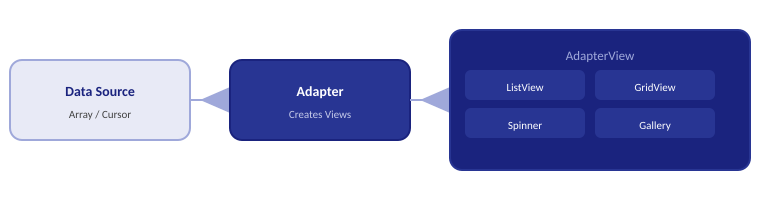 Data Source
Array / Cursor
Adapter
Creates Views
AdapterView
ListView
GridView
Spinner
Gallery